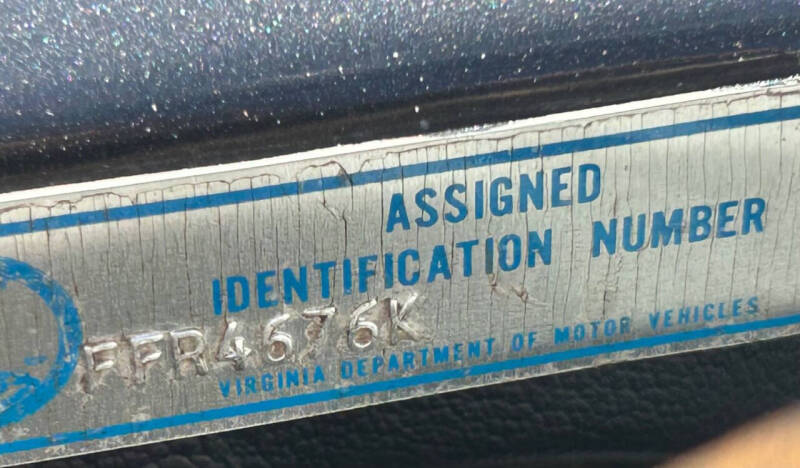 ASSIGNED
IDENTIFICATION NUMBER
FFR4676K
VIRGINIA DEPARTMENT OF MOTOR VEHICLES